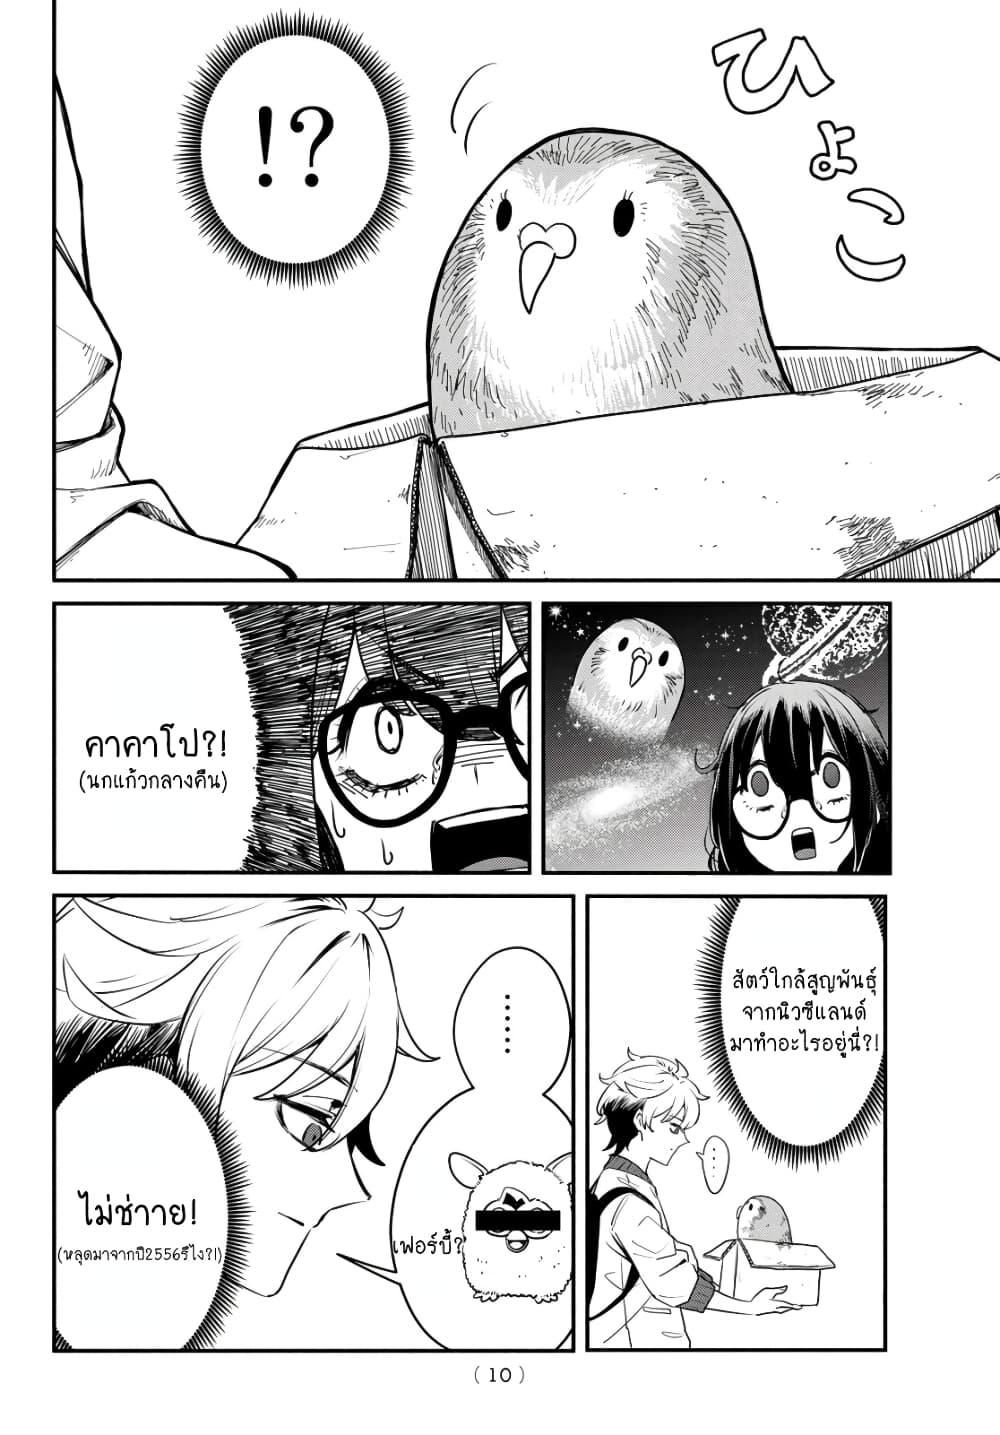 ひょこ
!?
คาคาโป?!
(นกแก้วกลางคืน)
สัตว์ใกล้สูญพันธุ์
จากนิวซีแลนด์
มาทำอะไรอยู่นี่?!
...
......
เฟอร์บี้?
ไม่ช่าาย!
(หลุดมาจากปี2556รึไง?!)
( 10 )